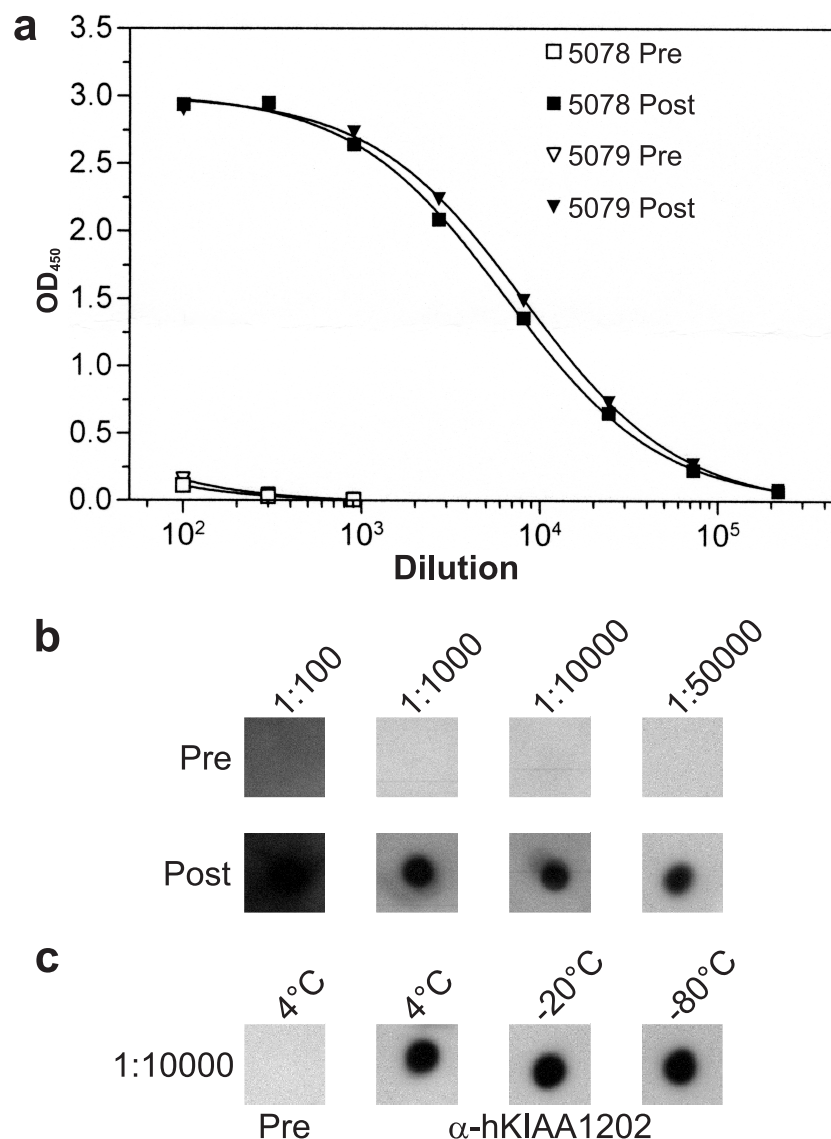 a
3.5
3.0
2.5
2.0
1.5
1.0
0.5
0.0
OD450
10² 10³ 10⁴ 10⁵
Dilution
5078 Pre
5078 Post
5079 Pre
5079 Post
b
1:100 1:1000 1:10000 1:50000
Pre
Post
c
4°C 4°C -20°C -80°C
1:10000
Pre α-hKIAA1202